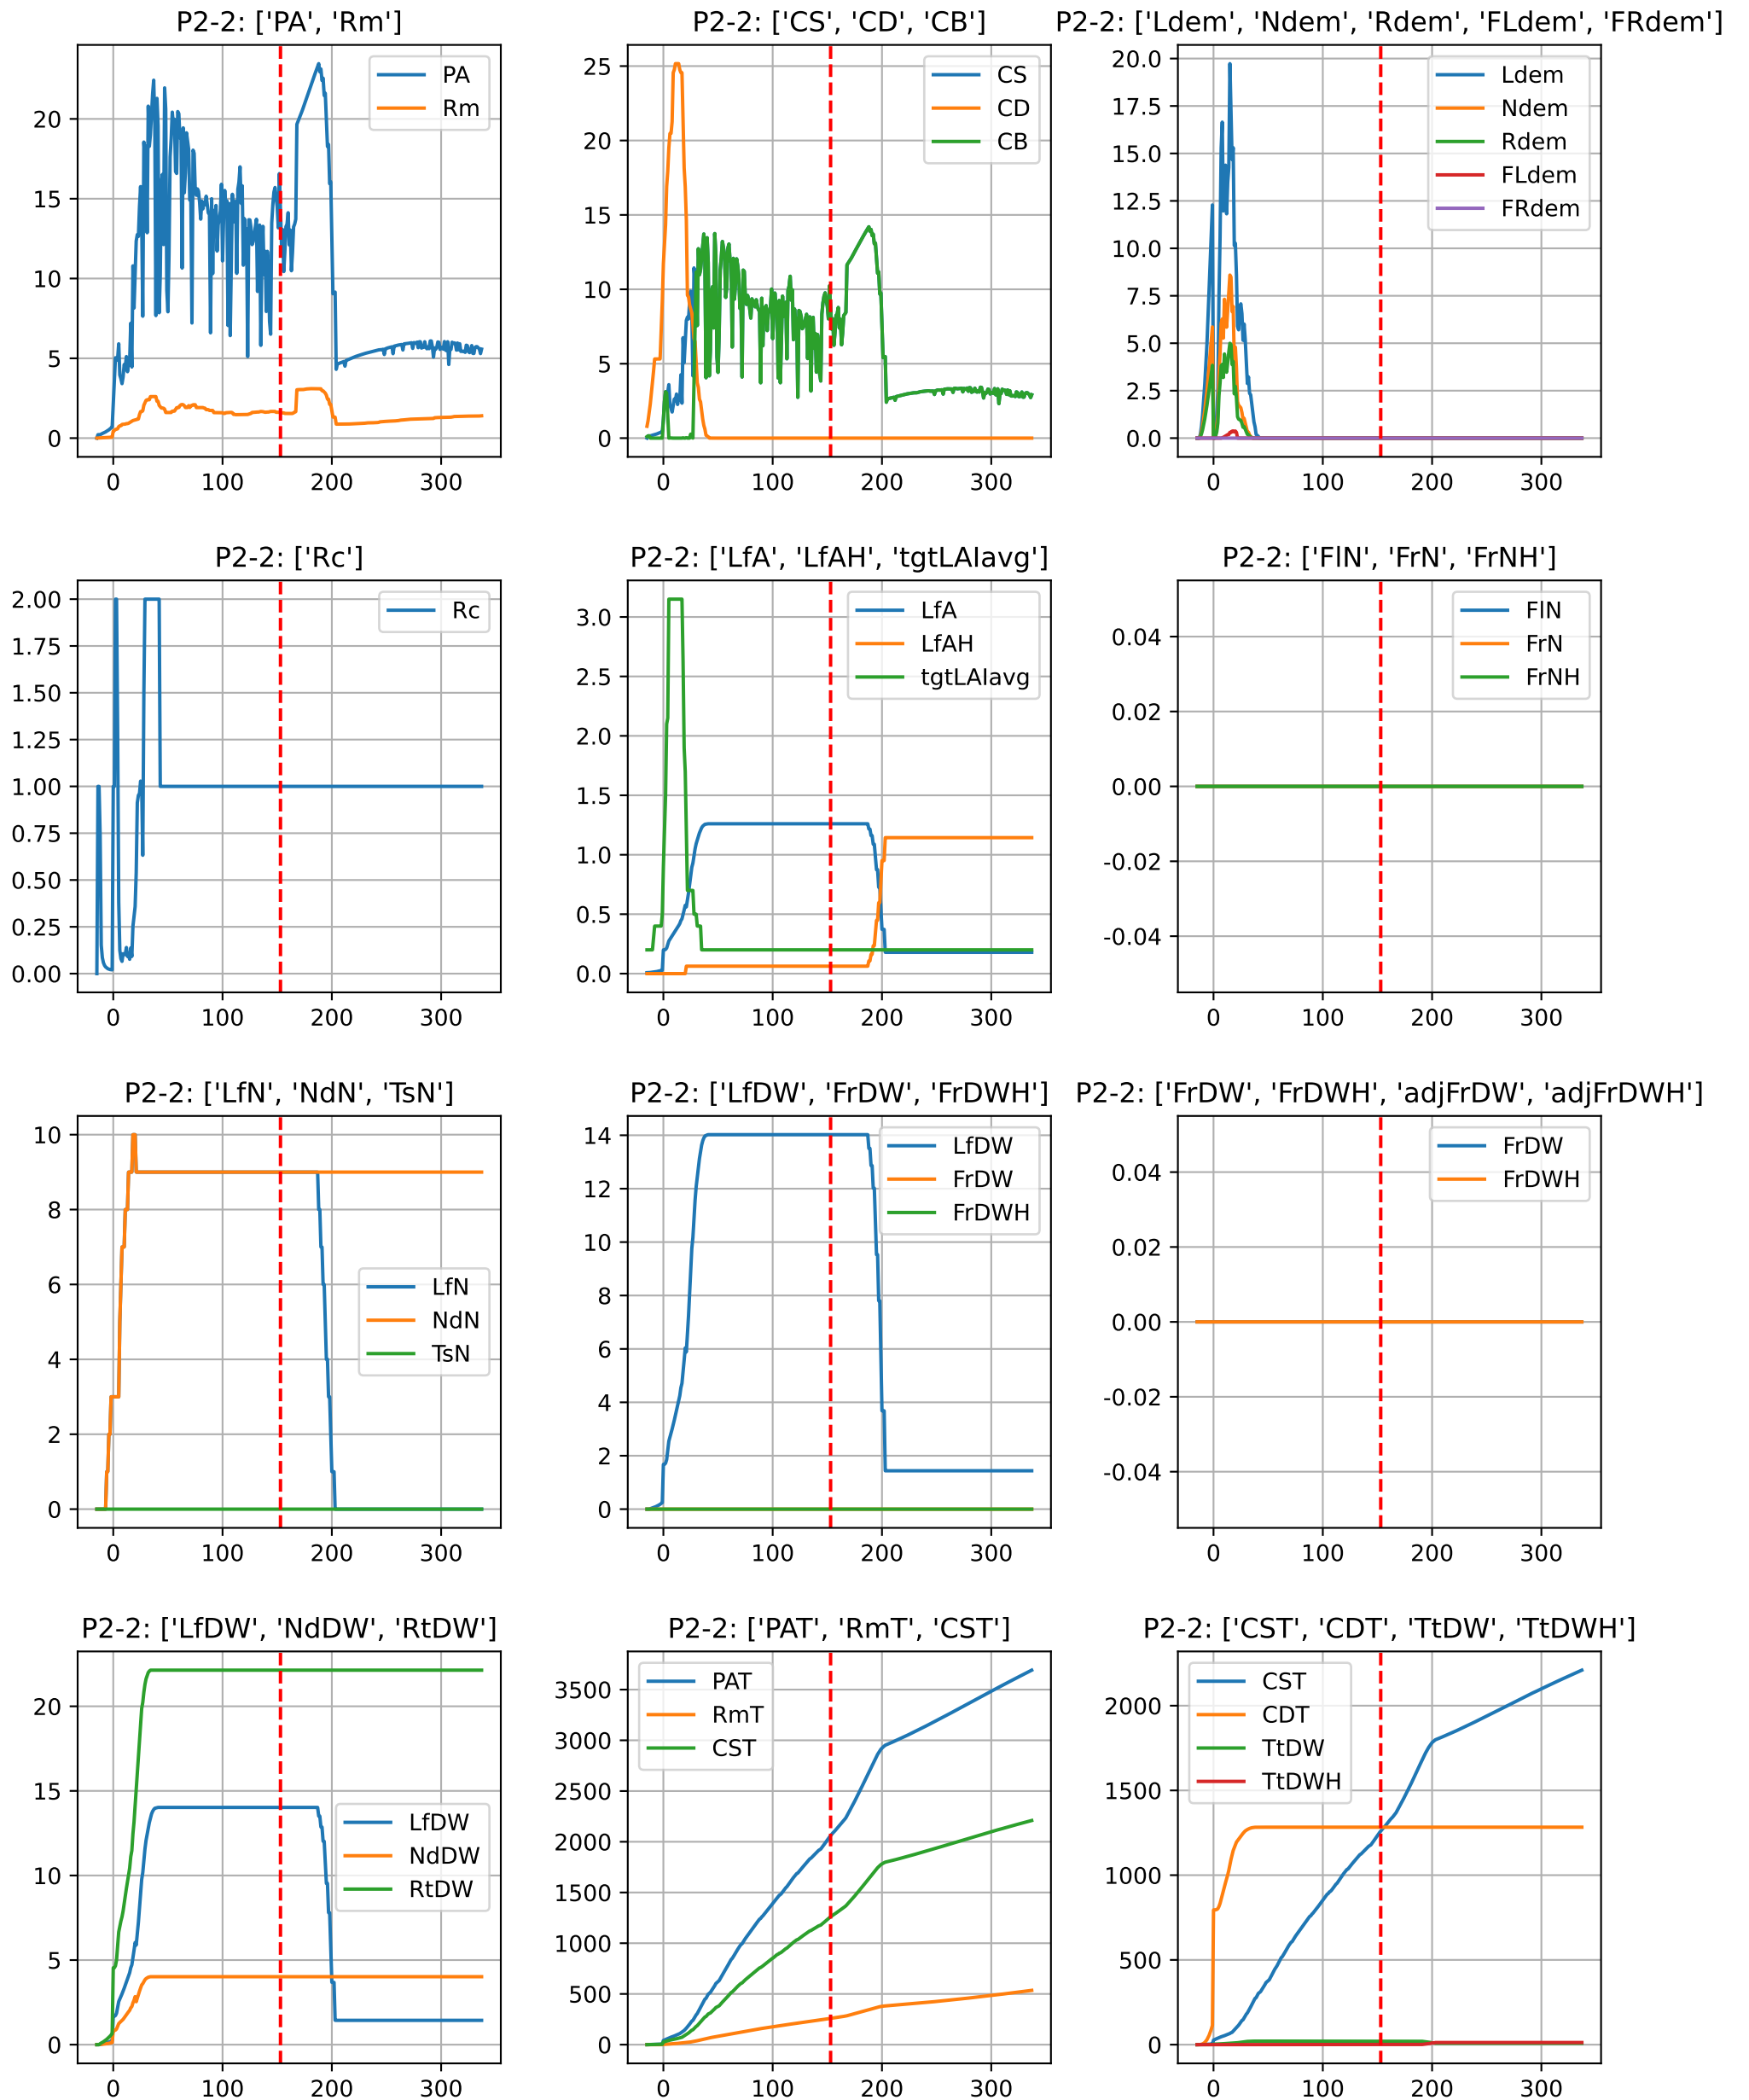 P2-2: ['PA', 'Rm']
PA
Rm
20
15
10
5
0
0 100 200 300
P2-2: ['CS', 'CD', 'CB']
CS
CD
CB
25
20
15
10
5
0
0 100 200 300
P2-2: ['Ldem', 'Ndem', 'Rdem', 'FLdem', 'FRdem']
Ldem
Ndem
Rdem
FLdem
FRdem
20.0
17.5
15.0
12.5
10.0
7.5
5.0
2.5
0.0
0 100 200 300
P2-2: ['Rc']
Rc
2.00
1.75
1.50
1.25
1.00
0.75
0.50
0.25
0.00
0 100 200 300
P2-2: ['LfA', 'LfAH', 'tgtLAIavg']
LfA
LfAH
tgtLAIavg
3.0
2.5
2.0
1.5
1.0
0.5
0.0
0 100 200 300
P2-2: ['FlN', 'FrN', 'FrNH']
FlN
FrN
FrNH
0.04
0.02
0.00
-0.02
-0.04
0 100 200 300
P2-2: ['LfN', 'NdN', 'TsN']
LfN
NdN
TsN
10
8
6
4
2
0
0 100 200 300
P2-2: ['LfDW', 'FrDW', 'FrDWH']
LfDW
FrDW
FrDWH
14
12
10
8
6
4
2
0
0 100 200 300
P2-2: ['FrDW', 'FrDWH', 'adjFrDW', 'adjFrDWH']
FrDW
FrDWH
0.04
0.02
0.00
-0.02
-0.04
0 100 200 300
P2-2: ['LfDW', 'NdDW', 'RtDW']
LfDW
NdDW
RtDW
20
15
10
5
0
0 100 200 300
P2-2: ['PAT', 'RmT', 'CST']
PAT
RmT
CST
3500
3000
2500
2000
1500
1000
500
0
0 100 200 300
P2-2: ['CST', 'CDT', 'TtDW', 'TtDWH']
CST
CDT
TtDW
TtDWH
2000
1500
1000
500
0
0 100 200 300